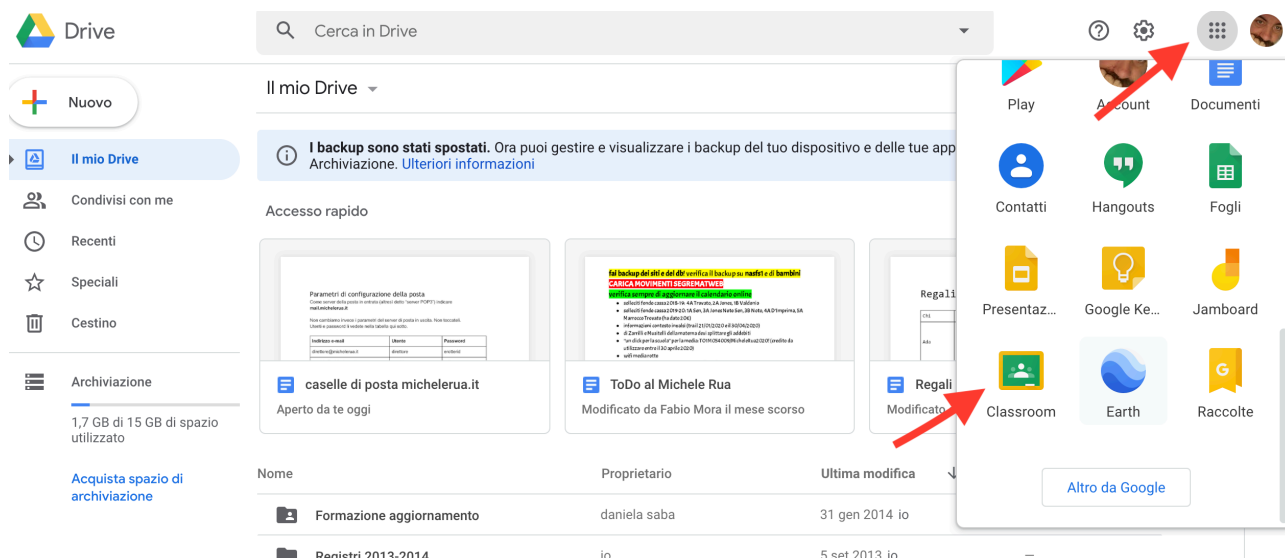 Drive
Cerca in Drive
Nuovo
Il mio Drive
Condivisi con me
Recenti
Speciali
Cestino
Archiviazione
1,7 GB di 15 GB di spazio
utilizzato
Acquista spazio di
archiviazione
Il mio Drive
I backup sono stati spostati. Ora puoi gestire e visualizzare i backup del tuo dispositivo e delle tue app
Archiviazione. Ulteriori informazioni
Accesso rapido
Parametri di configurazione della posta
Indirizzo e-mail Utente Password
caselle di posta michelerua.it
Aperto da te oggi
fai backup dei siti e del db! verifica il backup su nasfs1 e di bambini
CARICA MOVIMENTI SEGREMATWEB
verifica sempre di aggiornare il calendario online
wifi media rotte
ToDo al Michele Rua
Modificato da Fabio Mora il mese scorso
Regali
Regali
Modificato
Nome Proprietario Ultima modifica
Formazione aggiornamento daniela saba 31 gen 2014 io
Registri 2013-2014 io 5 set 2013 io —
Play Account Documenti
Contatti Hangouts Fogli
Presentaz... Google Ke... Jamboard
Classroom Earth Raccolte
Altro da Google